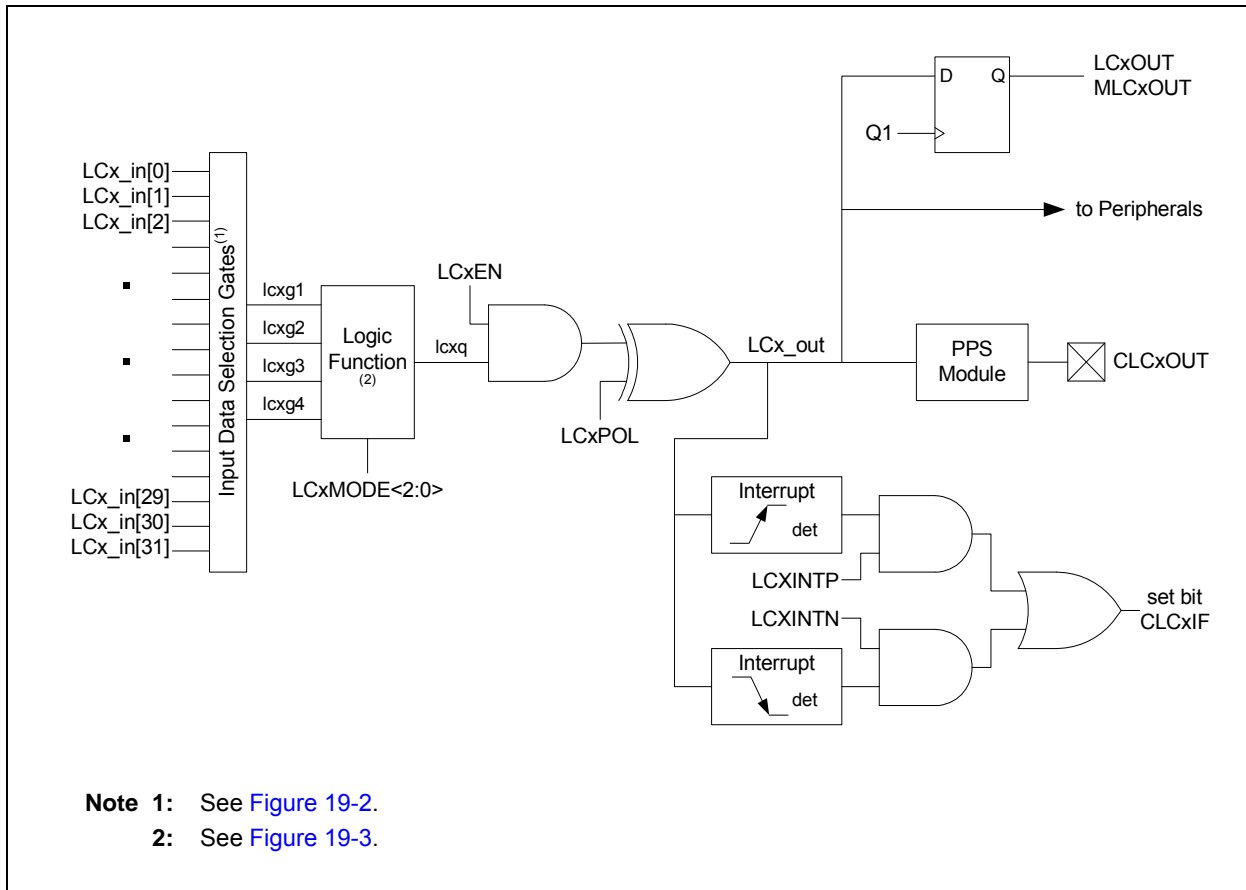 LCxOUT
MLCxOUT
D
Q
Q1
to Peripherals
LCx_in[0]
LCx_in[1]
LCx_in[2]
LCx_in[29]
LCx_in[30]
LCx_in[31]
Input Data Selection Gates(1)
lcxg1
lcxg2
lcxg3
lcxg4
Logic
Function
(2)
LCxMODE<2:0>
lcxq
LCxEN
LCxPOL
LCx_out
PPS
Module
CLCxOUT
Interrupt
det
LCXINTP
LCXINTN
Interrupt
det
set bit
CLCxIF
Note 1: See Figure 19-2.
2: See Figure 19-3.